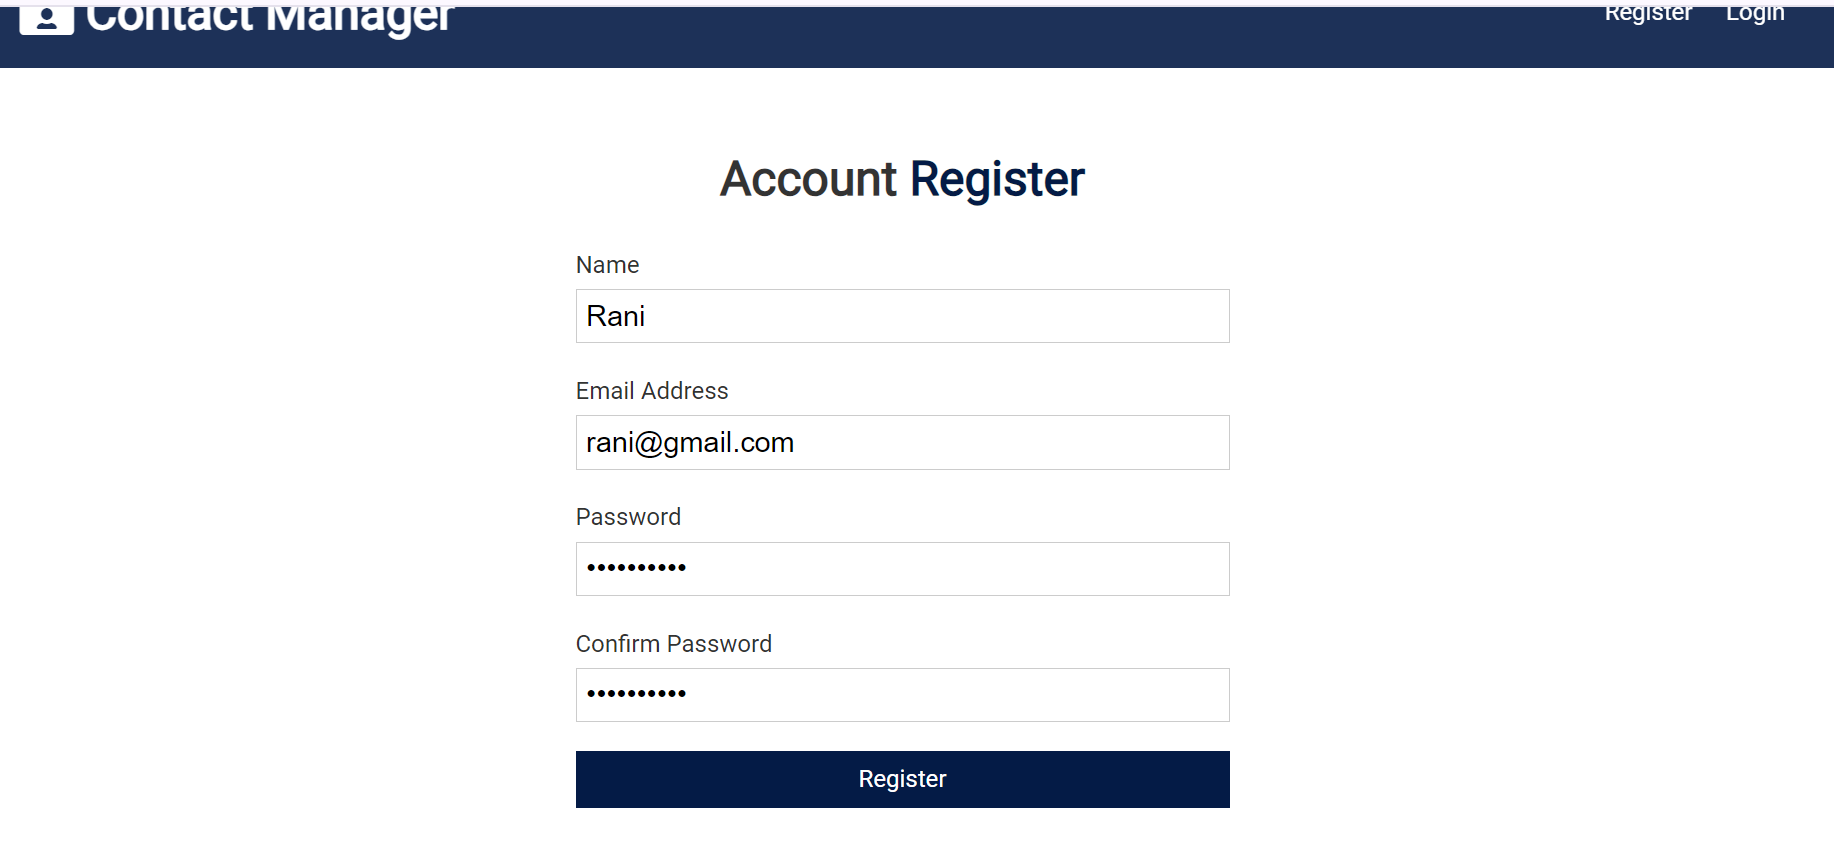 Contact Manager
Register Login
Account Register
Name
Rani
Email Address
rani@gmail.com
Password
••••••••••
Confirm Password
••••••••••
Register